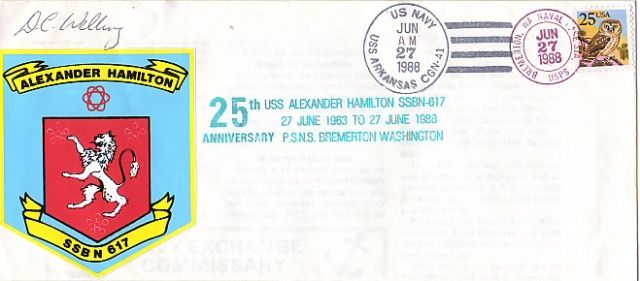 D.C. Welling
US NAVY
JUN
AM
27
1988
USS ARKANSAS CGN-41
BREMERTON, WA NAVAL
JUN
27
1988
USPS
25 USA
ALEXANDER HAMILTON
SSBN 617
25th USS ALEXANDER HAMILTON SSBN-617
27 JUNE 1963 TO 27 JUNE 1988
ANNIVERSARY P.S.N.S. BREMERTON WASHINGTON
EXCHANGE
COMMISSARY